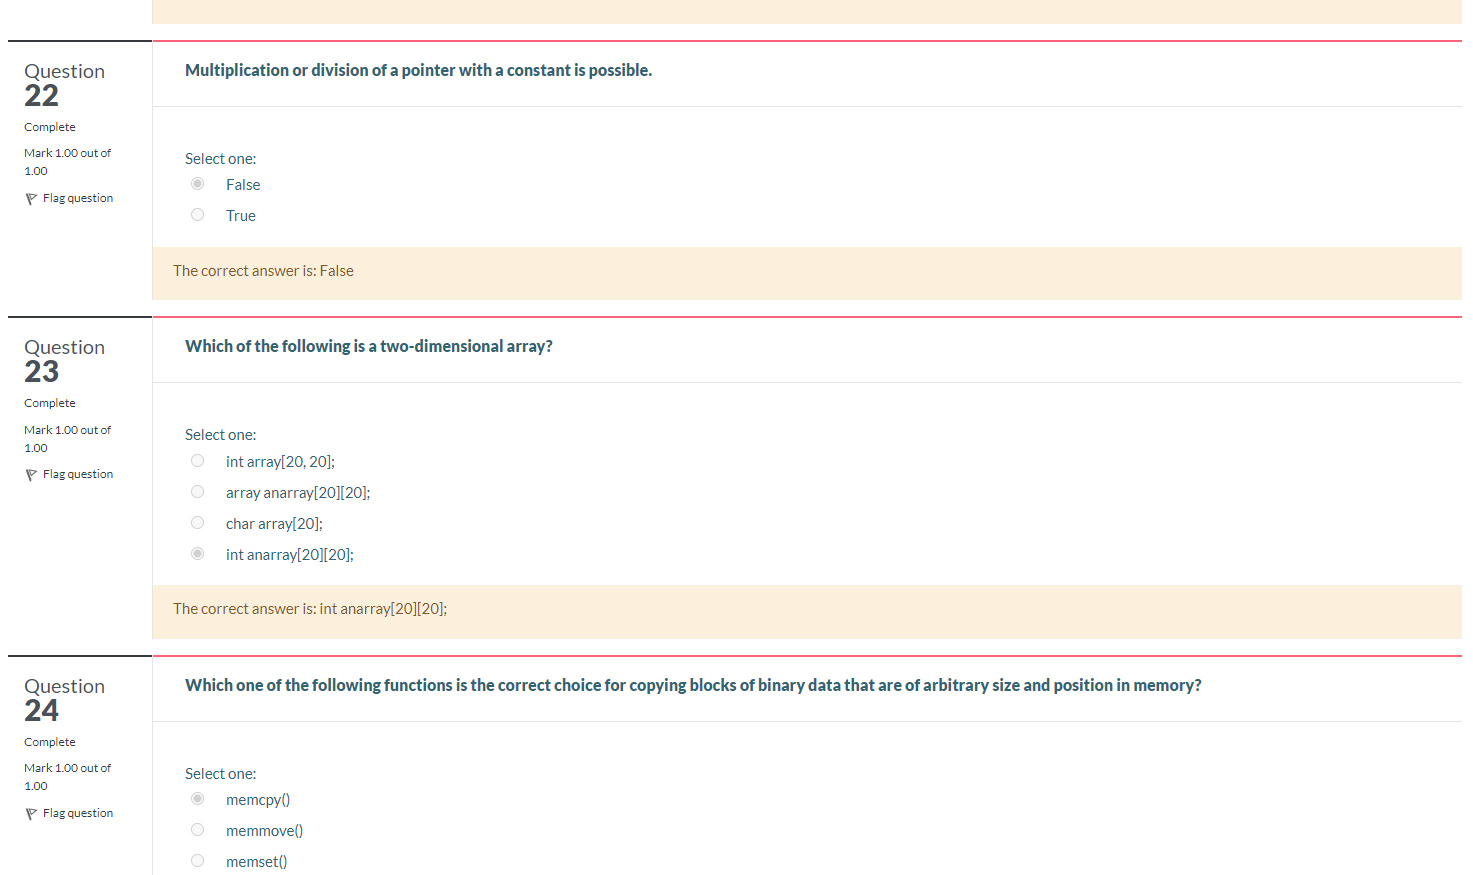 Question
22
Complete
Mark 1.00 out of
1.00
Flag question
Multiplication or division of a pointer with a constant is possible.
Select one:
False
True
The correct answer is: False
Question
23
Complete
Mark 1.00 out of
1.00
Flag question
Which of the following is a two-dimensional array?
Select one:
int array[20, 20];
array anarray[20][20];
char array[20];
int anarray[20][20];
The correct answer is: int anarray[20][20];
Question
24
Complete
Mark 1.00 out of
1.00
Flag question
Which one of the following functions is the correct choice for copying blocks of binary data that are of arbitrary size and position in memory?
Select one:
memcpy()
memmove()
memset()